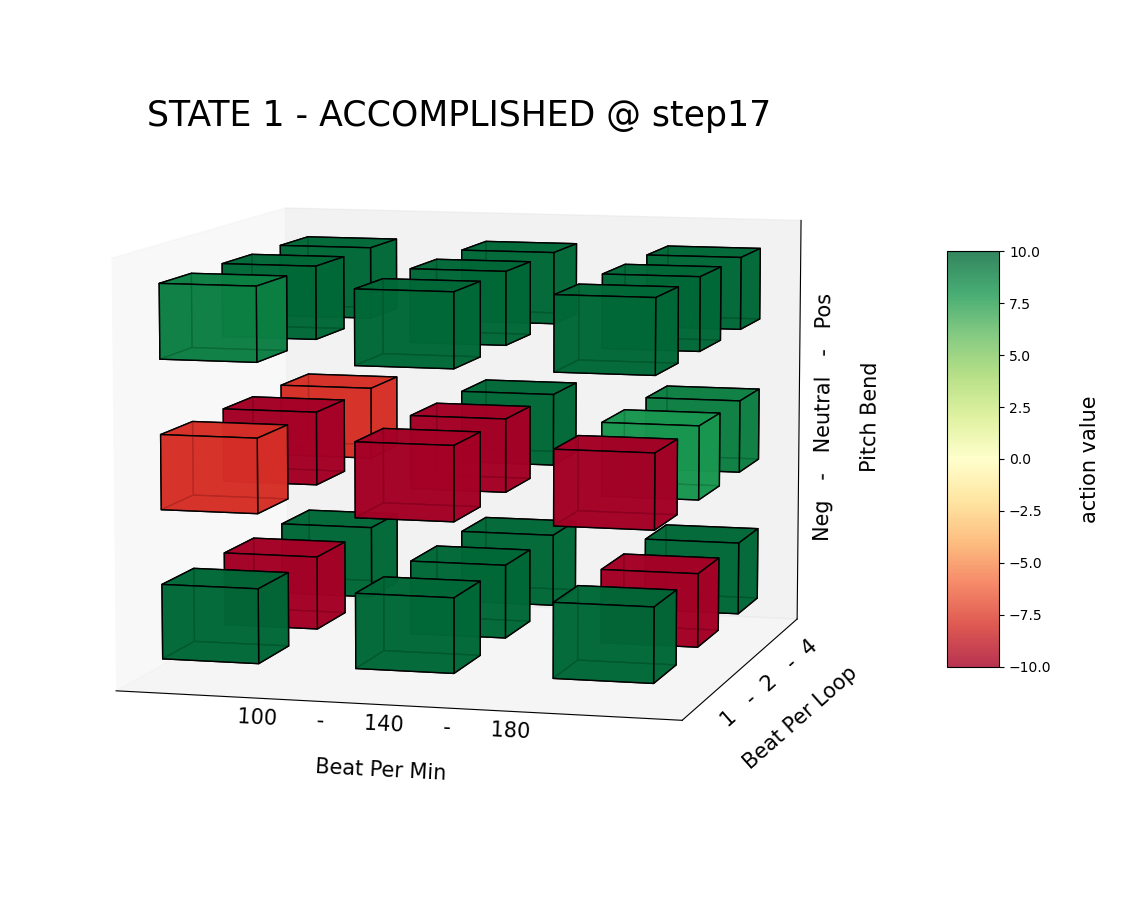 STATE 1 - ACCOMPLISHED @ step17
Neg - Neutral - Pos
Pitch Bend
100 - 140 - 180
Beat Per Min
1 - 2 - 4
Beat Per Loop
10.0
7.5
5.0
2.5
0.0
−2.5
−5.0
−7.5
−10.0
action value